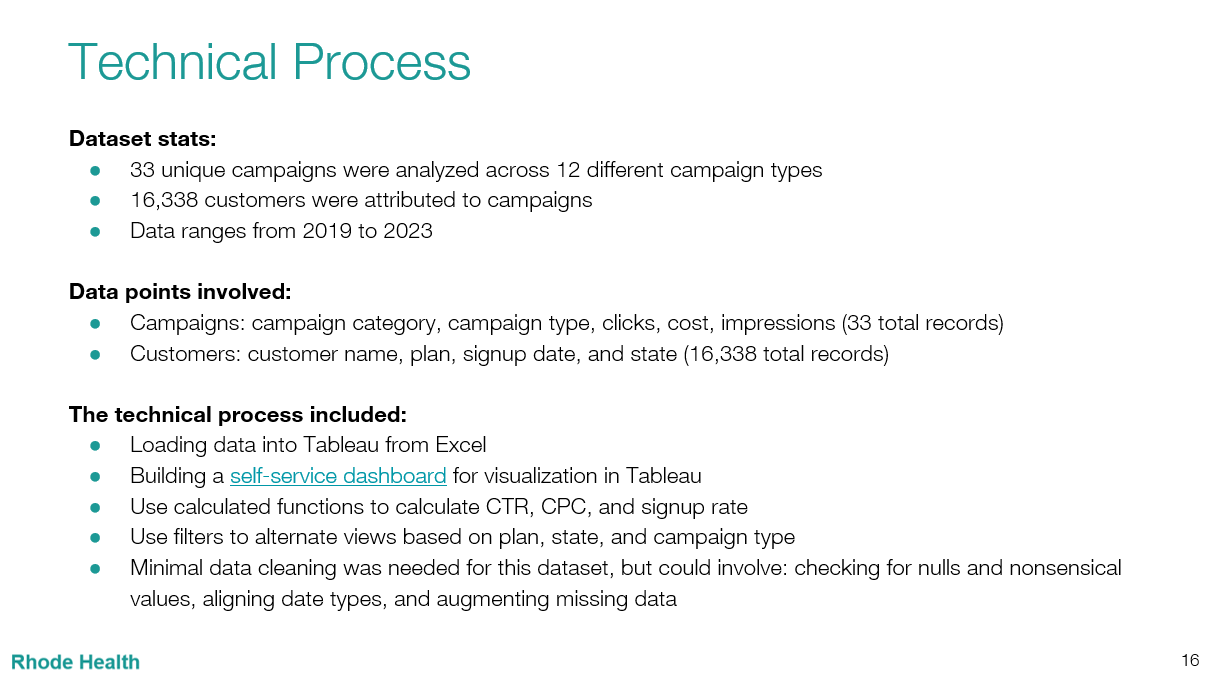 Technical Process
Dataset stats:
● 33 unique campaigns were analyzed across 12 different campaign types
● 16,338 customers were attributed to campaigns
● Data ranges from 2019 to 2023
Data points involved:
● Campaigns: campaign category, campaign type, clicks, cost, impressions (33 total records)
● Customers: customer name, plan, signup date, and state (16,338 total records)
The technical process included:
● Loading data into Tableau from Excel
● Building a self-service dashboard for visualization in Tableau
● Use calculated functions to calculate CTR, CPC, and signup rate
● Use filters to alternate views based on plan, state, and campaign type
● Minimal data cleaning was needed for this dataset, but could involve: checking for nulls and nonsensical
values, aligning date types, and augmenting missing data
Rhode Health
16